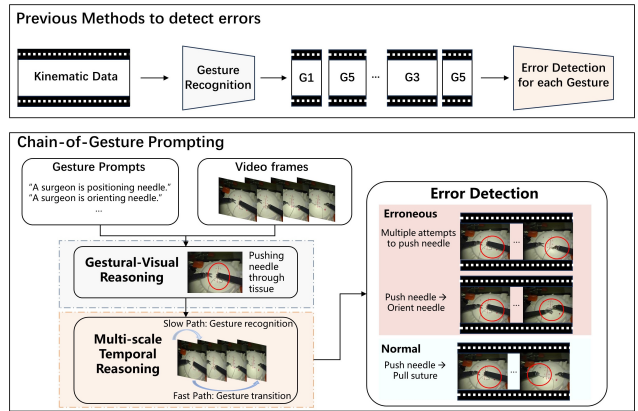 Previous Methods to detect errors
Kinematic Data
Gesture
Recognition
G1
G5
...
G3
G5
Error Detection
for each Gesture
Chain-of-Gesture Prompting
Gesture Prompts
"A surgeon is positioning needle."
"A surgeon is orienting needle."
...
Video frames
Gestural-Visual
Reasoning
Pushing
needle
through
tissue
Multi-scale
Temporal
Reasoning
Slow Path: Gesture recognition
Fast Path: Gesture transition
Error Detection
Erroneous
Multiple attempts
to push needle
...
Push needle →
Orient needle
...
Normal
Push needle →
Pull suture
...